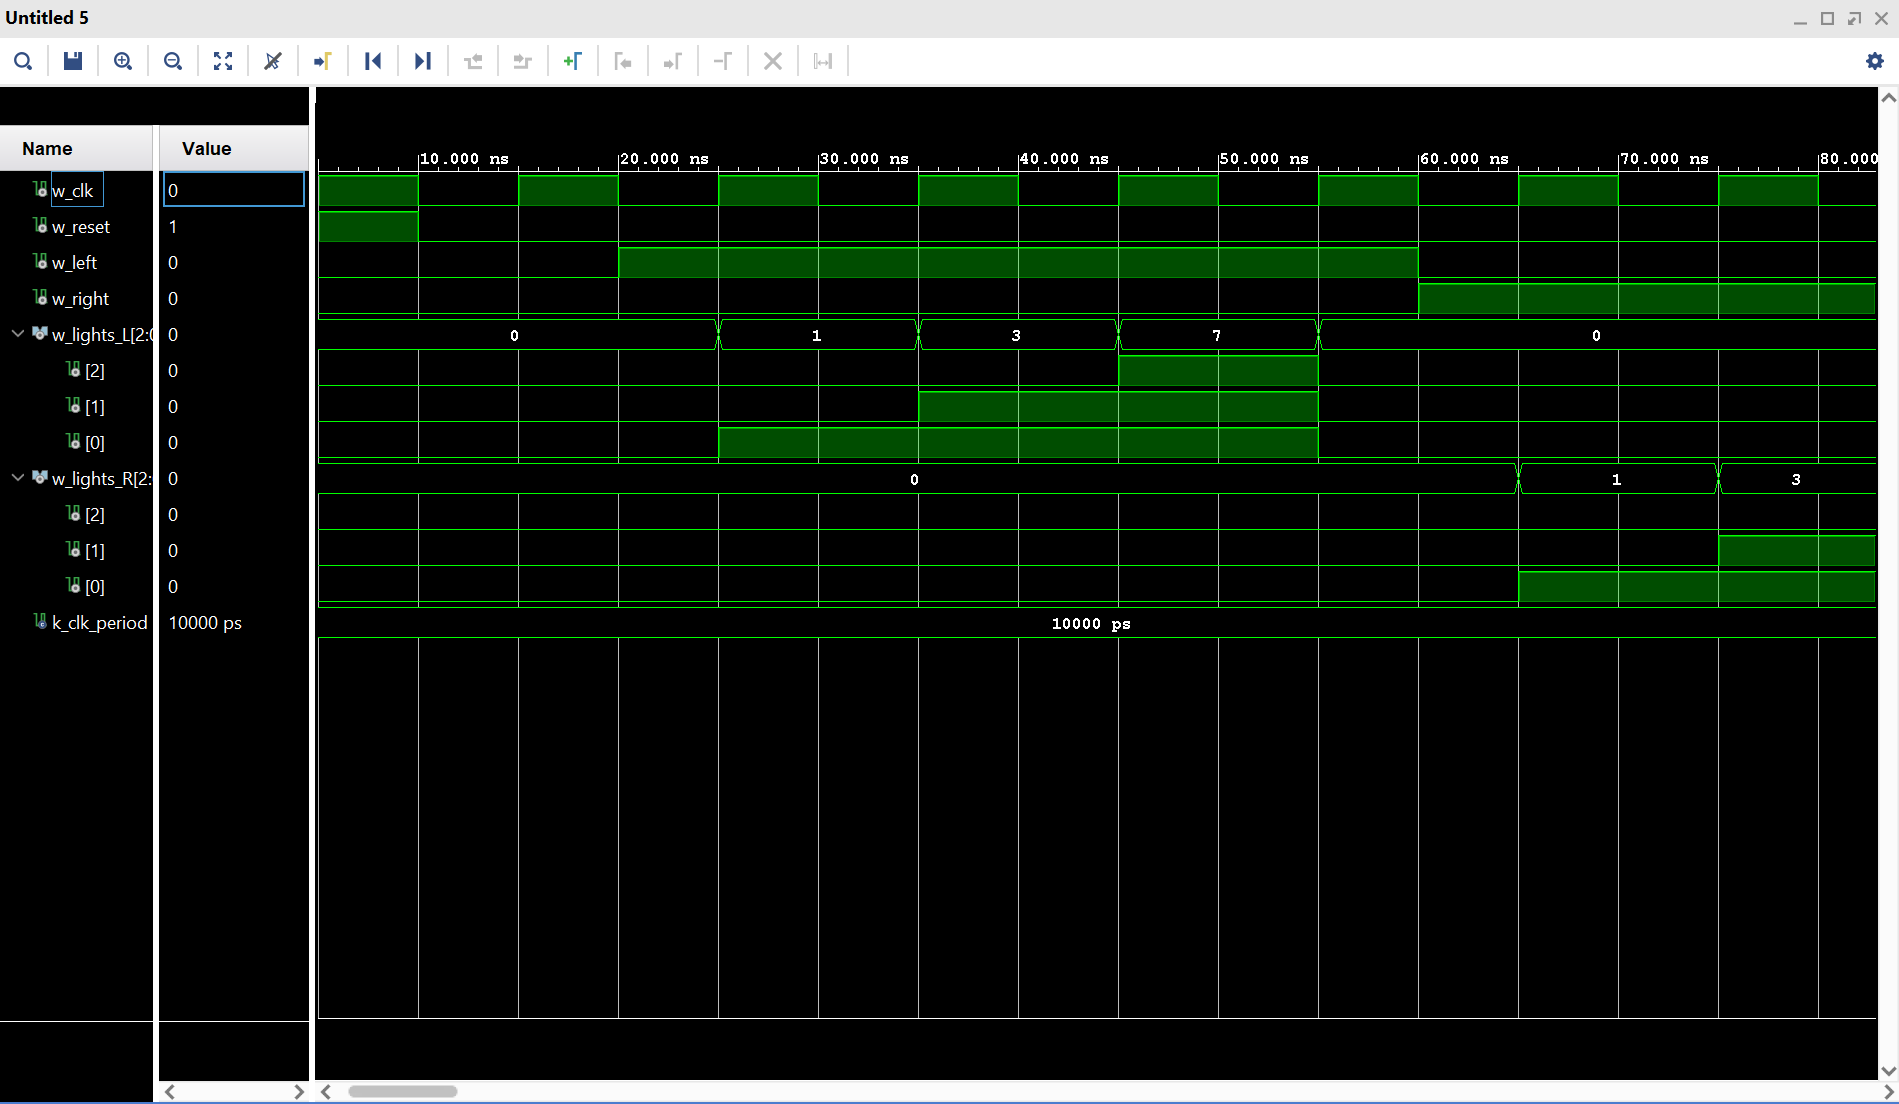 Untitled 5
Name Value
10.000 ns 20.000 ns 30.000 ns 40.000 ns 50.000 ns 60.000 ns 70.000 ns 80.000
w_clk 0
w_reset 1
w_left 0
w_right 0
w_lights_L[2:0 0 0 1 3 7 0
[2] 0
[1] 0
[0] 0
w_lights_R[2: 0 0 1 3
[2] 0
[1] 0
[0] 0
k_clk_period 10000 ps 10000 ps